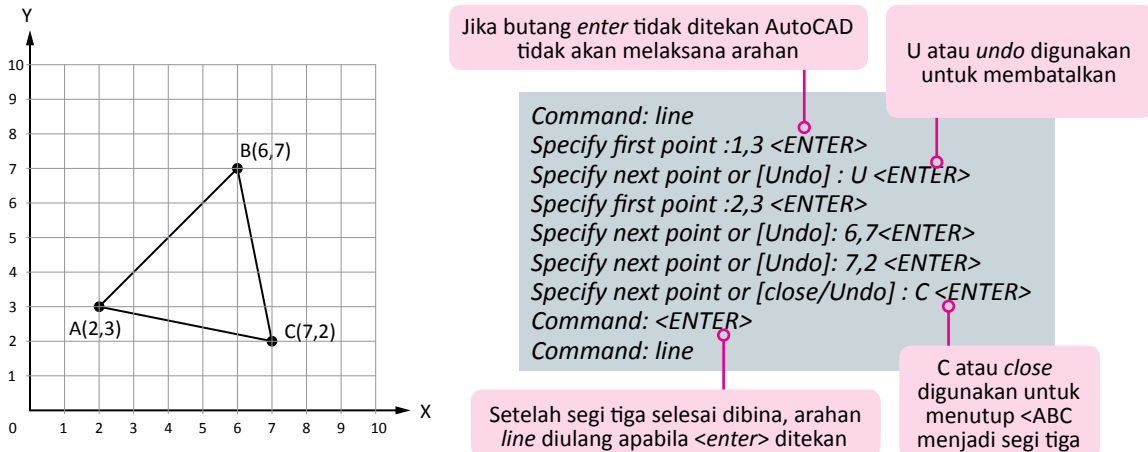 Y
10
9
8
7
6
5
4
3
2
1
0 1 2 3 4 5 6 7 8 9 10
X
B(6,7)
A(2,3)
C(7,2)
Jika butang enter tidak ditekan AutoCAD
tidak akan melaksana arahan
U atau undo digunakan
untuk membatalkan
Command: line
Specify first point :1,3 <ENTER>
Specify next point or [Undo] : U <ENTER>
Specify first point :2,3 <ENTER>
Specify next point or [Undo]: 6,7<ENTER>
Specify next point or [Undo]: 7,2 <ENTER>
Specify next point or [close/Undo] : C <ENTER>
Command: <ENTER>
Command: line
Setelah segi tiga selesai dibina, arahan
line diulang apabila <enter> ditekan
C atau close
digunakan untuk
menutup <ABC
menjadi segi tiga